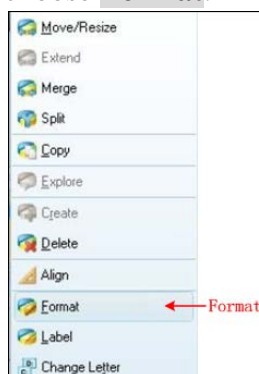 Move/Resize
Extend
Merge
Split
Copy
Explore
Create
Delete
Align
Format
Format
Label
Change Letter